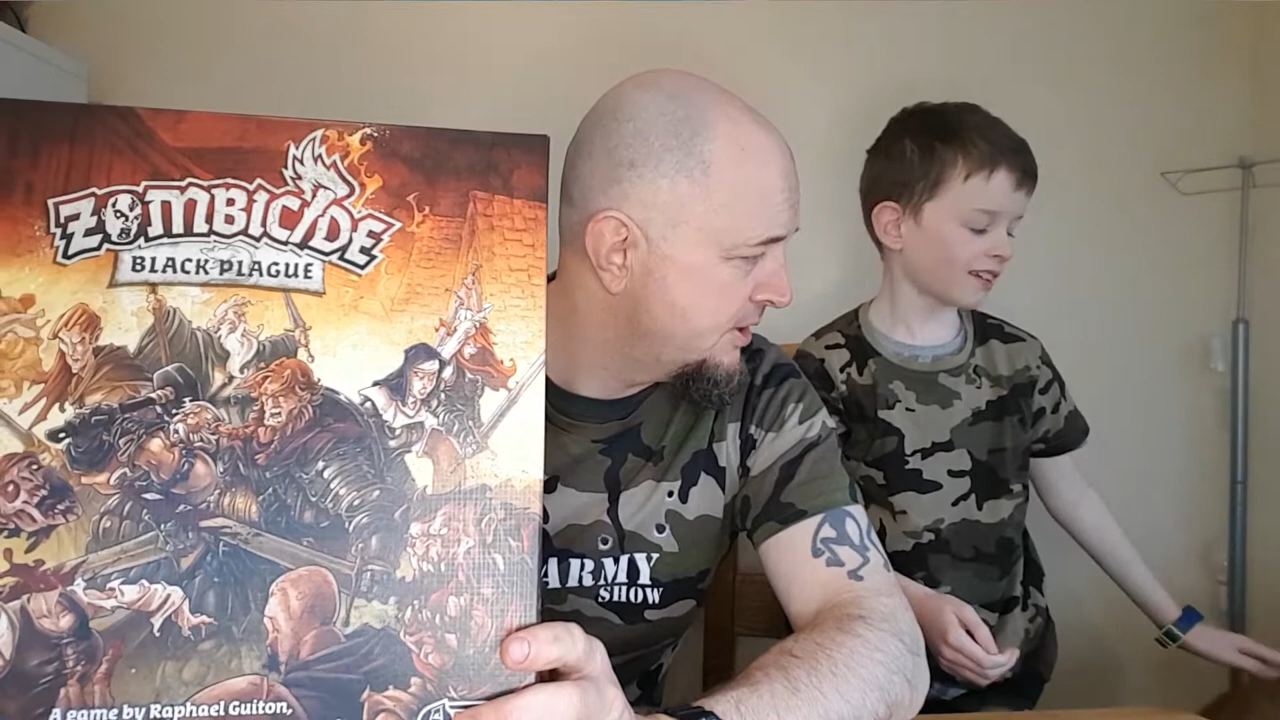 ZOMBICIDE
BLACK PLAGUE
A game by Raphael Guiton,
ARMY
SHOW